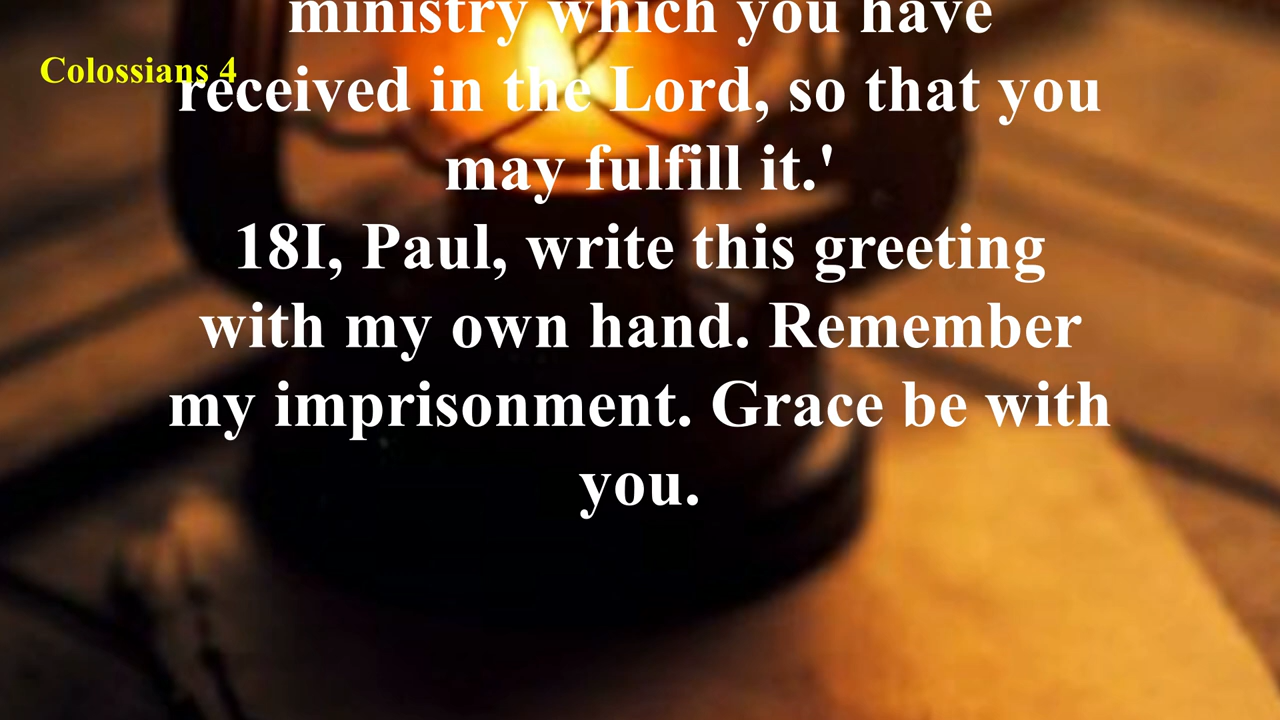 ministry which you have
Colossians 4
received in the Lord, so that you
may fulfill it.'
18I, Paul, write this greeting
with my own hand. Remember
my imprisonment. Grace be with
you.